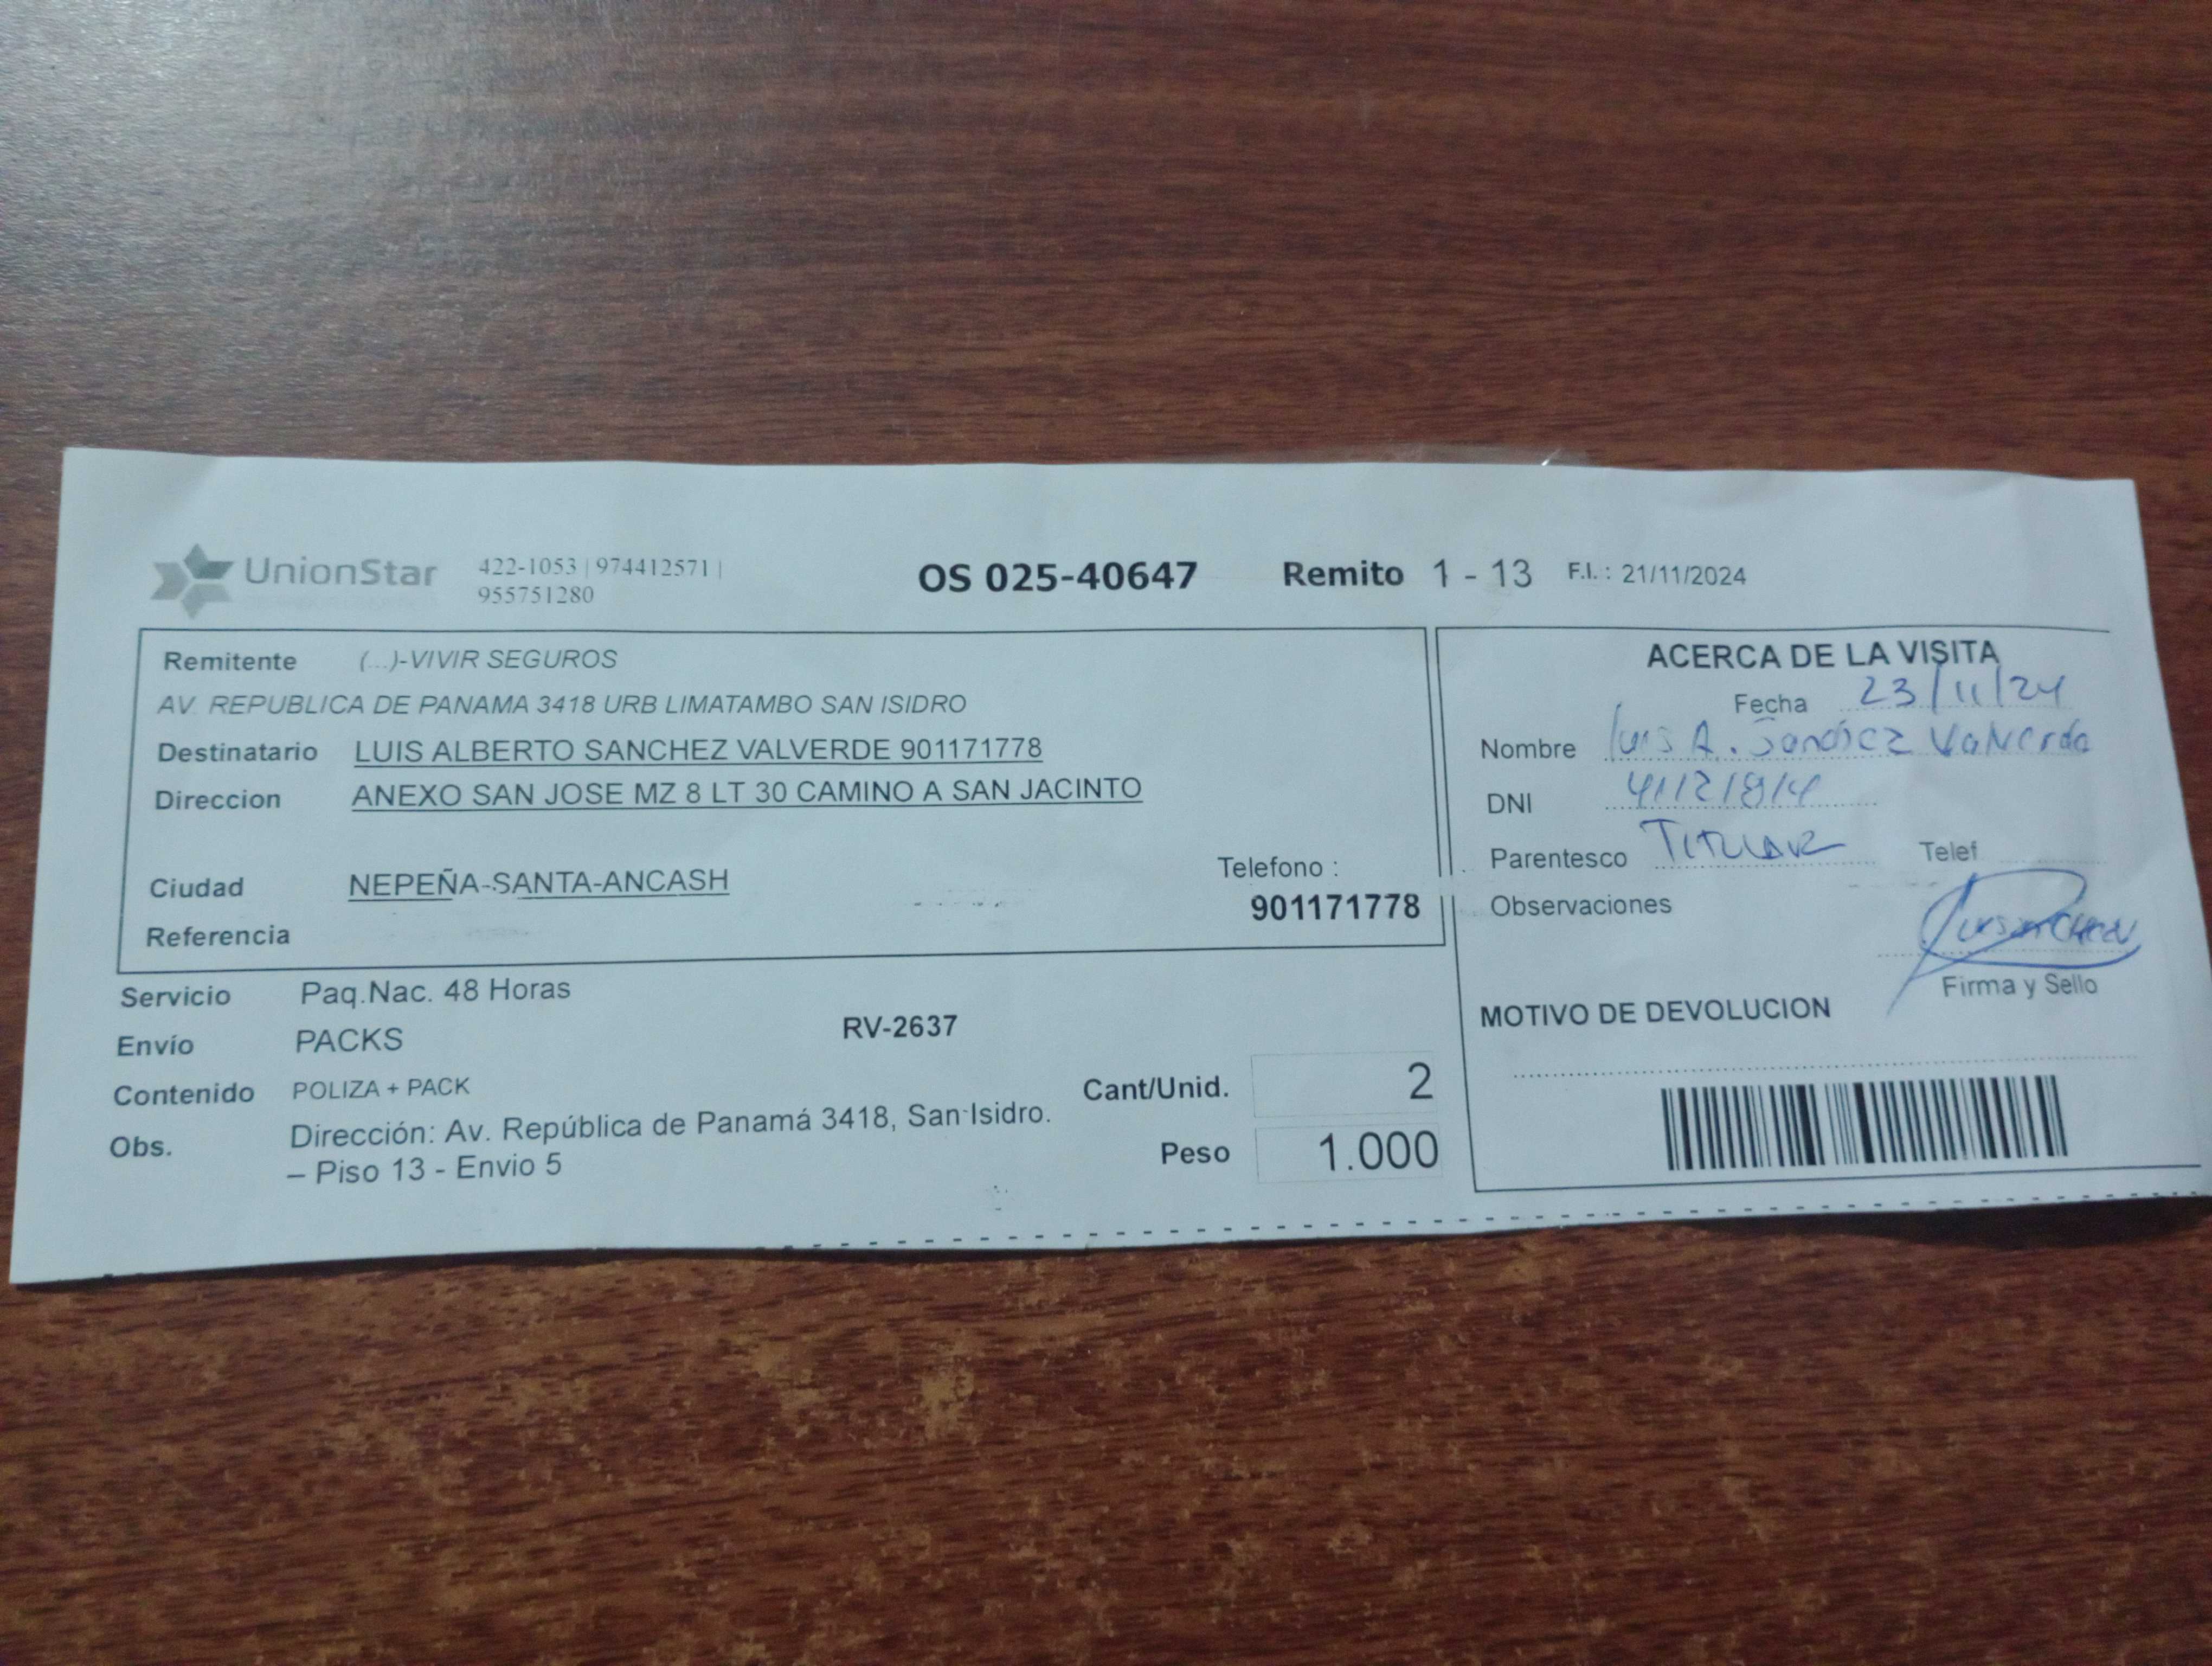 UnionStar
422-1053 | 974412571 |
955751280
OS 025-40647 Remito 1 - 13 F.I. : 21/11/2024
Remitente (...)-VIVIR SEGUROS
AV. REPUBLICA DE PANAMA 3418 URB LIMATAMBO SAN ISIDRO
Destinatario LUIS ALBERTO SANCHEZ VALVERDE 901171778
Direccion ANEXO SAN JOSE MZ 8 LT 30 CAMINO A SAN JACINTO
Ciudad NEPEÑA-SANTA-ANCASH
Telefono :
901171778
Referencia
Servicio Paq.Nac. 48 Horas
Envío PACKS
RV-2637
Contenido POLIZA + PACK
Cant/Unid. 2
Obs. Dirección: Av. República de Panamá 3418, San Isidro.
– Piso 13 - Envio 5
Peso 1.000
ACERCA DE LA VISITA
Fecha 23/11/24
Nombre Luis A. Sanchez Valverde
DNI 41121814
Parentesco TITULAR Telef
Observaciones
Firma y Sello
MOTIVO DE DEVOLUCION